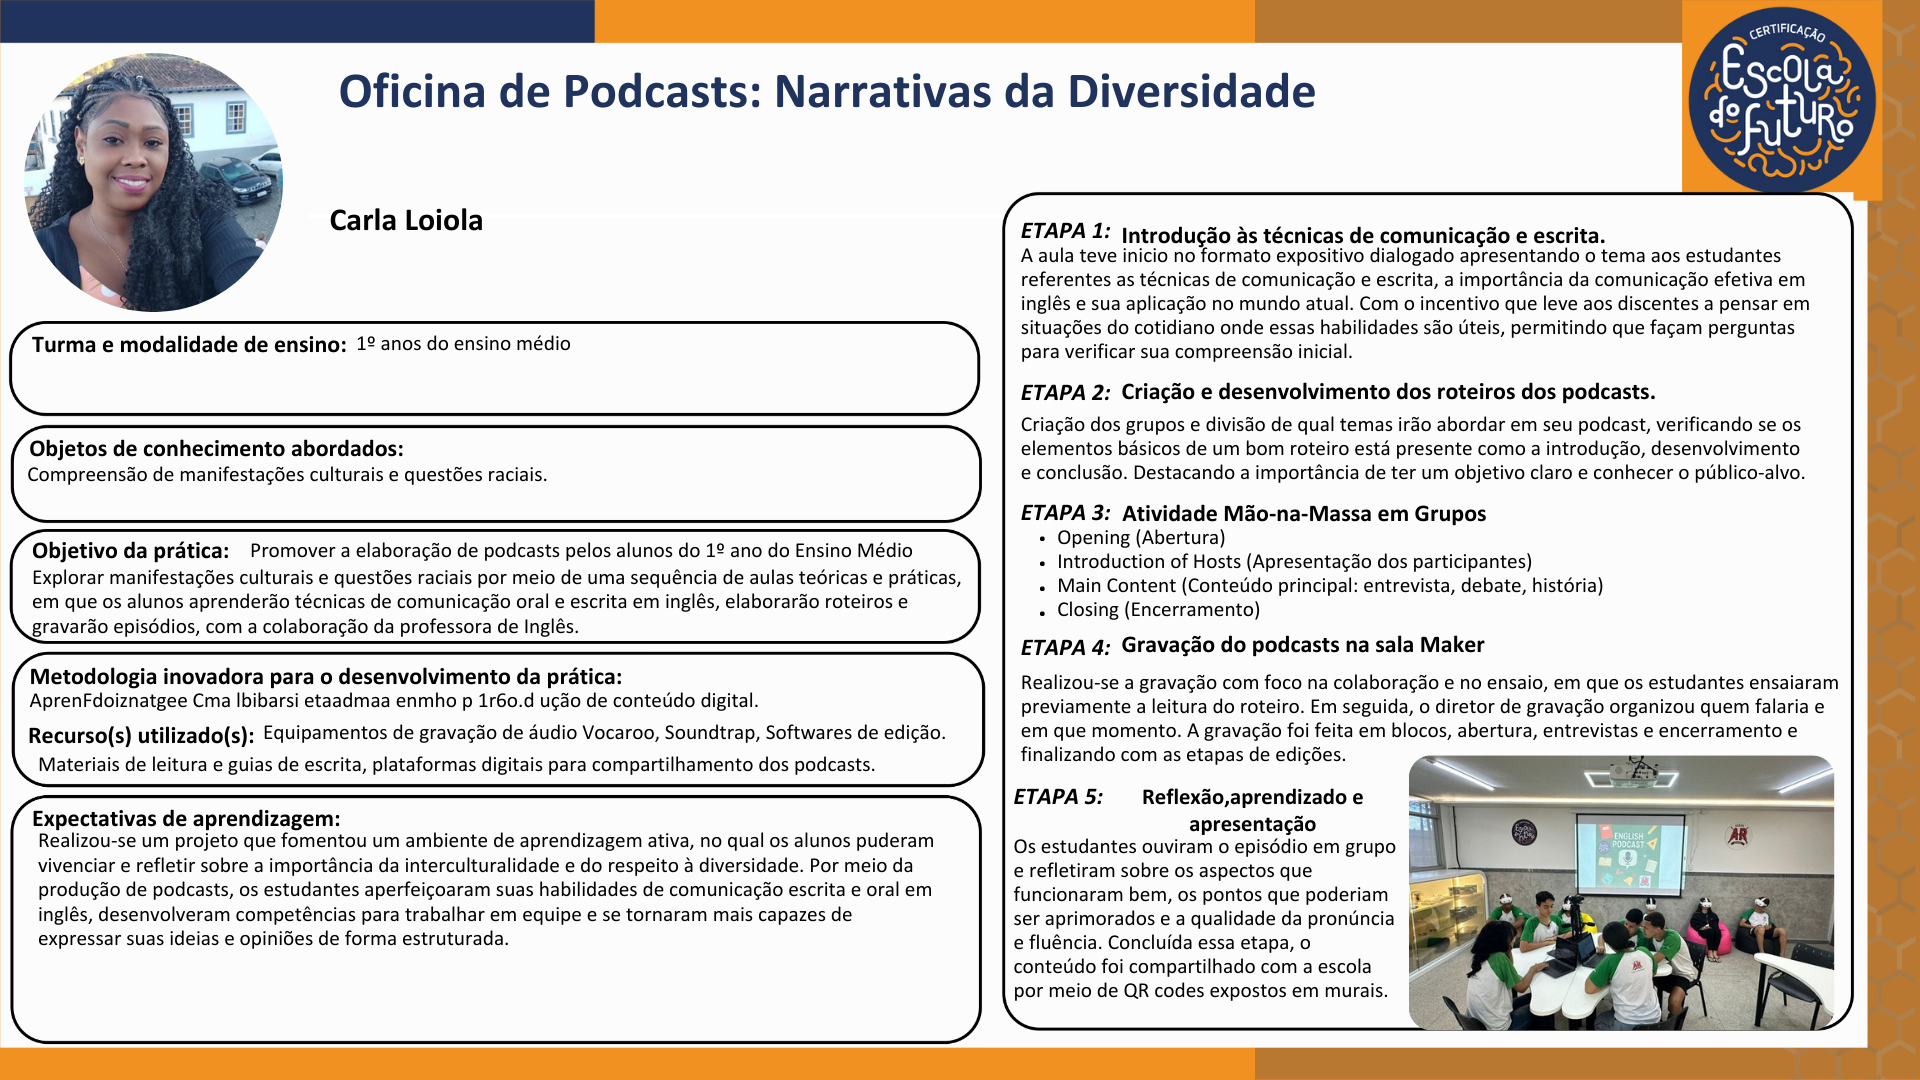 CERTIFICAÇÃO
Escola
do
Futuro
Oficina de Podcasts: Narrativas da Diversidade
Carla Loiola
Turma e modalidade de ensino: 1º anos do ensino médio
Objetos de conhecimento abordados:
Compreensão de manifestações culturais e questões raciais.
Objetivo da prática: Promover a elaboração de podcasts pelos alunos do 1º ano do Ensino Médio
Explorar manifestações culturais e questões raciais por meio de uma sequência de aulas teóricas e práticas,
em que os alunos aprenderão técnicas de comunicação oral e escrita em inglês, elaborarão roteiros e
gravarão episódios, com a colaboração da professora de Inglês.
Metodologia inovadora para o desenvolvimento da prática:
AprenFdoiznatgee Cma lbibarsi etaadmaa enmho p 1r6o.d ução de conteúdo digital.
Recurso(s) utilizado(s): Equipamentos de gravação de áudio Vocaroo, Soundtrap, Softwares de edição.
Materiais de leitura e guias de escrita, plataformas digitais para compartilhamento dos podcasts.
Expectativas de aprendizagem:
Realizou-se um projeto que fomentou um ambiente de aprendizagem ativa, no qual os alunos puderam
vivenciar e refletir sobre a importância da interculturalidade e do respeito à diversidade. Por meio da
produção de podcasts, os estudantes aperfeiçoaram suas habilidades de comunicação escrita e oral em
inglês, desenvolveram competências para trabalhar em equipe e se tornaram mais capazes de
expressar suas ideias e opiniões de forma estruturada.
ETAPA 1: Introdução às técnicas de comunicação e escrita.
A aula teve inicio no formato expositivo dialogado apresentando o tema aos estudantes
referentes as técnicas de comunicação e escrita, a importância da comunicação efetiva em
inglês e sua aplicação no mundo atual. Com o incentivo que leve aos discentes a pensar em
situações do cotidiano onde essas habilidades são úteis, permitindo que façam perguntas
para verificar sua compreensão inicial.
ETAPA 2: Criação e desenvolvimento dos roteiros dos podcasts.
Criação dos grupos e divisão de qual temas irão abordar em seu podcast, verificando se os
elementos básicos de um bom roteiro está presente como a introdução, desenvolvimento
e conclusão. Destacando a importância de ter um objetivo claro e conhecer o público-alvo.
ETAPA 3: Atividade Mão-na-Massa em Grupos
• Opening (Abertura)
• Introduction of Hosts (Apresentação dos participantes)
• Main Content (Conteúdo principal: entrevista, debate, história)
• Closing (Encerramento)
ETAPA 4: Gravação do podcasts na sala Maker
Realizou-se a gravação com foco na colaboração e no ensaio, em que os estudantes ensaiaram
previamente a leitura do roteiro. Em seguida, o diretor de gravação organizou quem falaria e
em que momento. A gravação foi feita em blocos, abertura, entrevistas e encerramento e
finalizando com as etapas de edições.
ETAPA 5: Reflexão,aprendizado e
apresentação
Os estudantes ouviram o episódio em grupo
e refletiram sobre os aspectos que
funcionaram bem, os pontos que poderiam
ser aprimorados e a qualidade da pronúncia
e fluência. Concluída essa etapa, o
conteúdo foi compartilhado com a escola
por meio de QR codes expostos em murais.
ENGLISH
PODCAST
AR